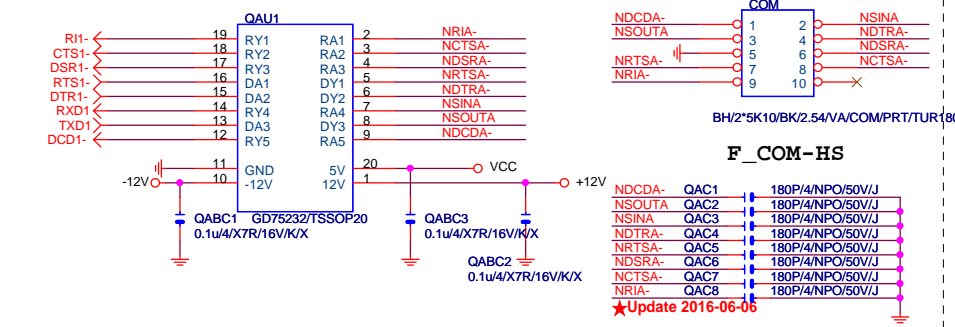 QAU1
RI1- 19 RY1 RA1 2 NRIA-
CTS1- 18 RY2 RA2 3 NCTSA-
DSR1- 17 RY3 RA3 4 NDSRA-
RTS1- 16 DA1 DY1 5 NRTSA-
DTR1- 15 DA2 DY2 6 NDTRA-
RXD1 14 RY4 RA4 7 NSINA
TXD1 13 DA3 DY3 8 NSOUTA
DCD1- 12 RY5 RA5 9 NDCDA-
11 GND 5V 20 VCC
-12V 10 -12V 12V 1 +12V
QABC1 GD75232/TSSOP20
0.1u/4/X7R/16V/K/X
QABC3
0.1u/4/X7R/16V/K/X
QABC2
0.1u/4/X7R/16V/K/X
COM
NDCDA- 1 2 NSINA
NSOUTA 3 4 NDTRA-
5 6 NDSRA-
NRTSA- 7 8 NCTSA-
NRIA- 9 10
BH/2*5K10/BK/2.54/VA/COM/PRT/TUR180
F_COM-HS
NDCDA- QAC1 180P/4/NPO/50V/J
NSOUTA QAC2 180P/4/NPO/50V/J
NSINA QAC3 180P/4/NPO/50V/J
NDTRA- QAC4 180P/4/NPO/50V/J
NRTSA- QAC5 180P/4/NPO/50V/J
NDSRA- QAC6 180P/4/NPO/50V/J
NCTSA- QAC7 180P/4/NPO/50V/J
NRIA- QAC8 180P/4/NPO/50V/J
★Update 2016-06-06